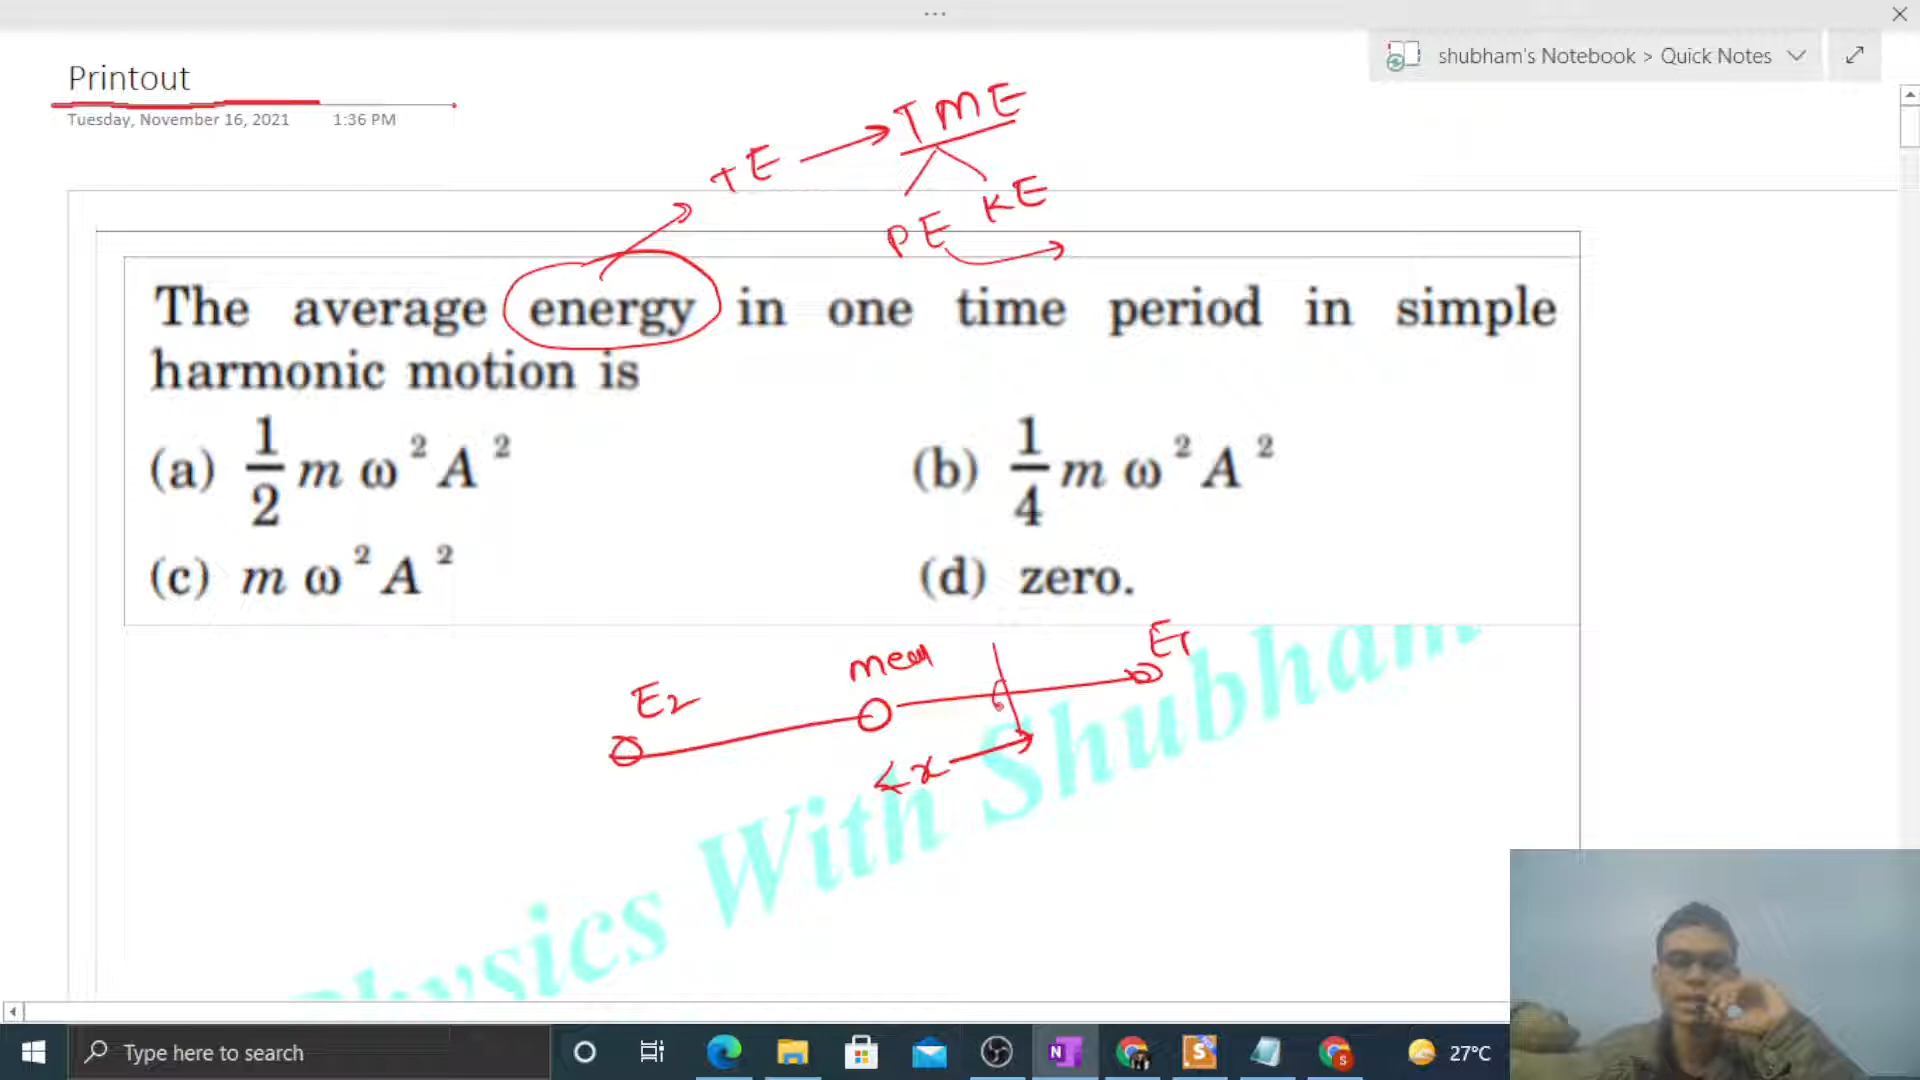 ...
shubham's Notebook > Quick Notes
Printout
Tuesday, November 16, 2021 1:36 PM
TE → TME
PE KE
The average energy in one time period in simple
harmonic motion is
(a) 1/2 m ω² A² (b) 1/4 m ω² A²
(c) m ω² A² (d) zero.
E2 mean E1
x
Physics With Shubham
Type here to search
27°C